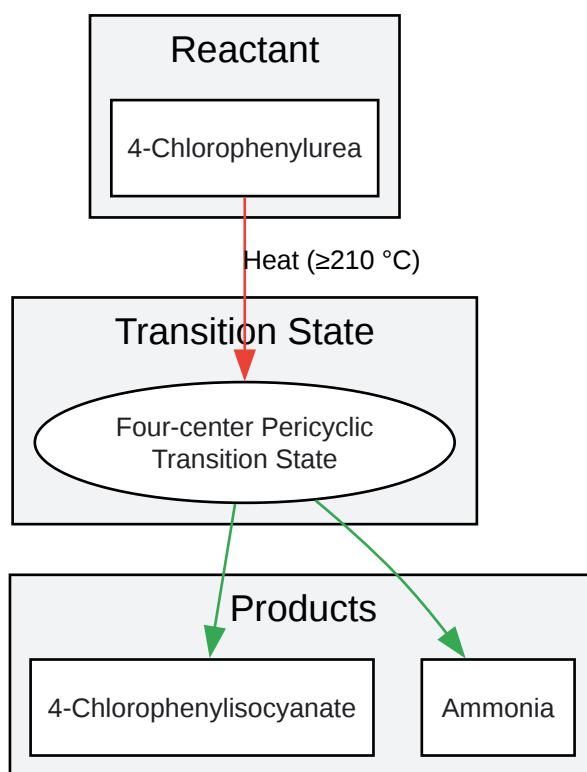 Reactant
4-Chlorophenylurea
Heat (≥210 °C)
Transition State
Four-center Pericyclic
Transition State
Products
4-Chlorophenylisocyanate
Ammonia